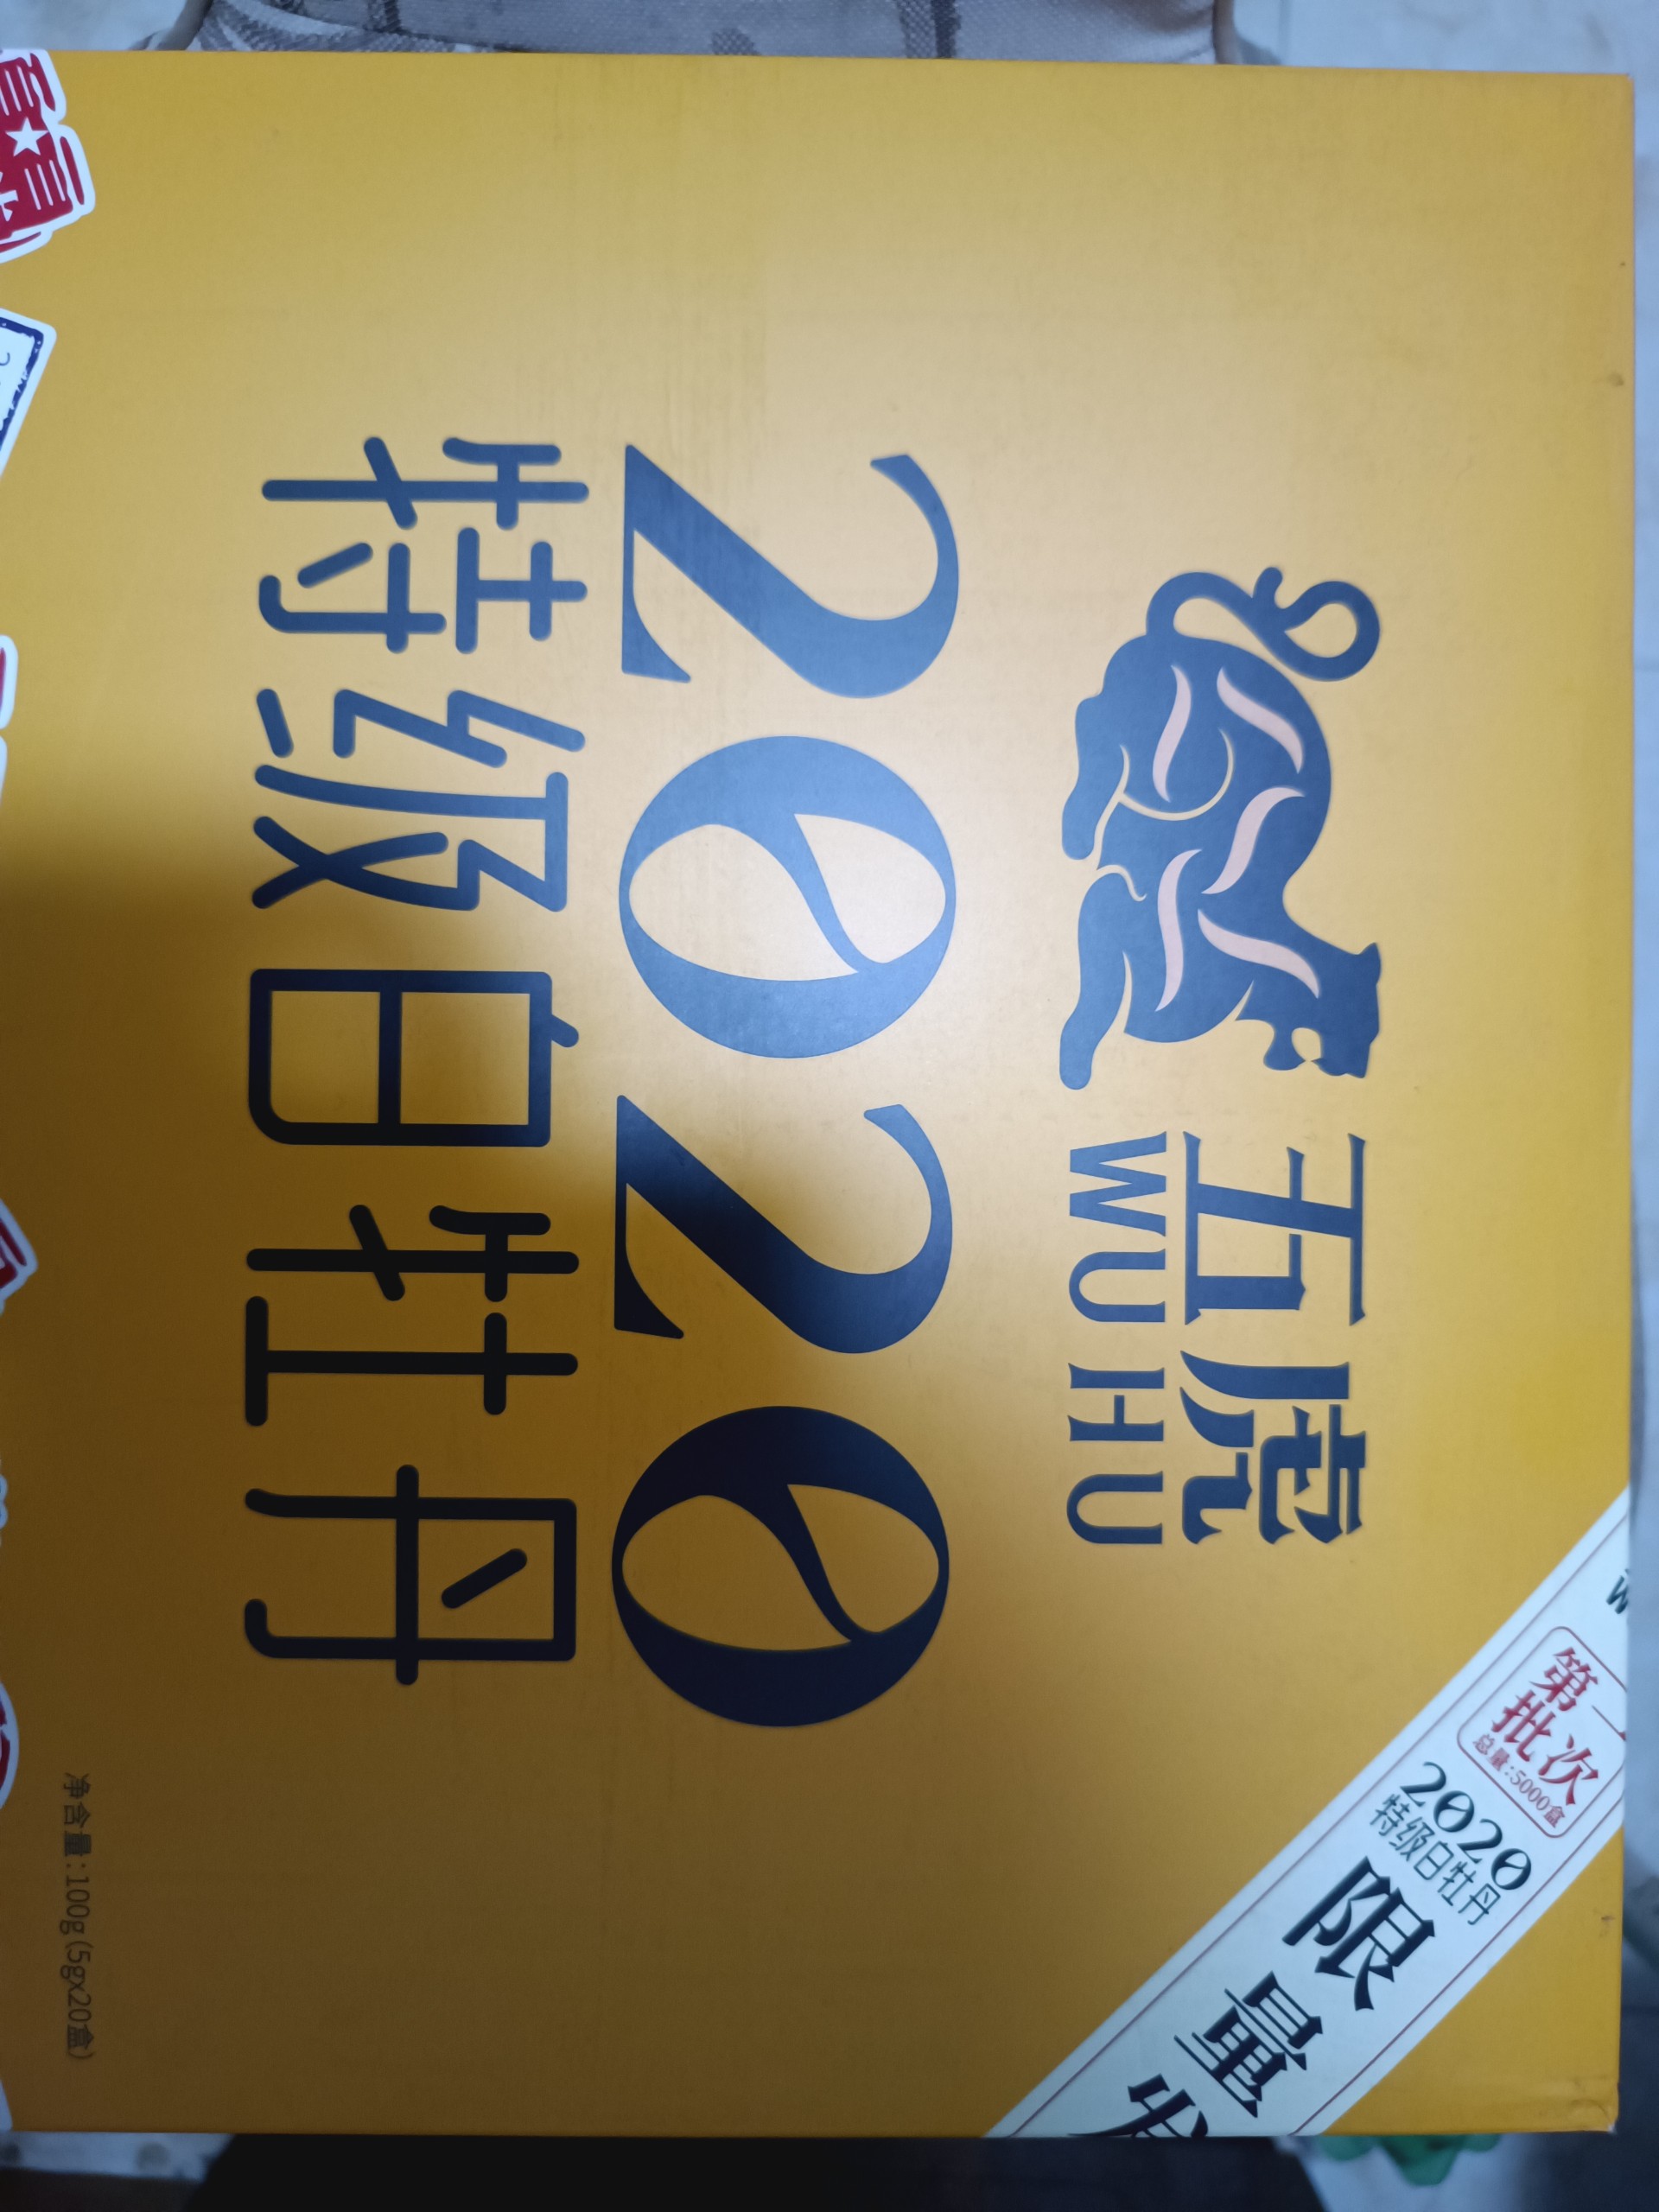 五虎
WU HU
2020
特级白牡丹
净含量:100g(5gx20盒)
批次
总量:5000盒
2020
特级白牡丹
限量